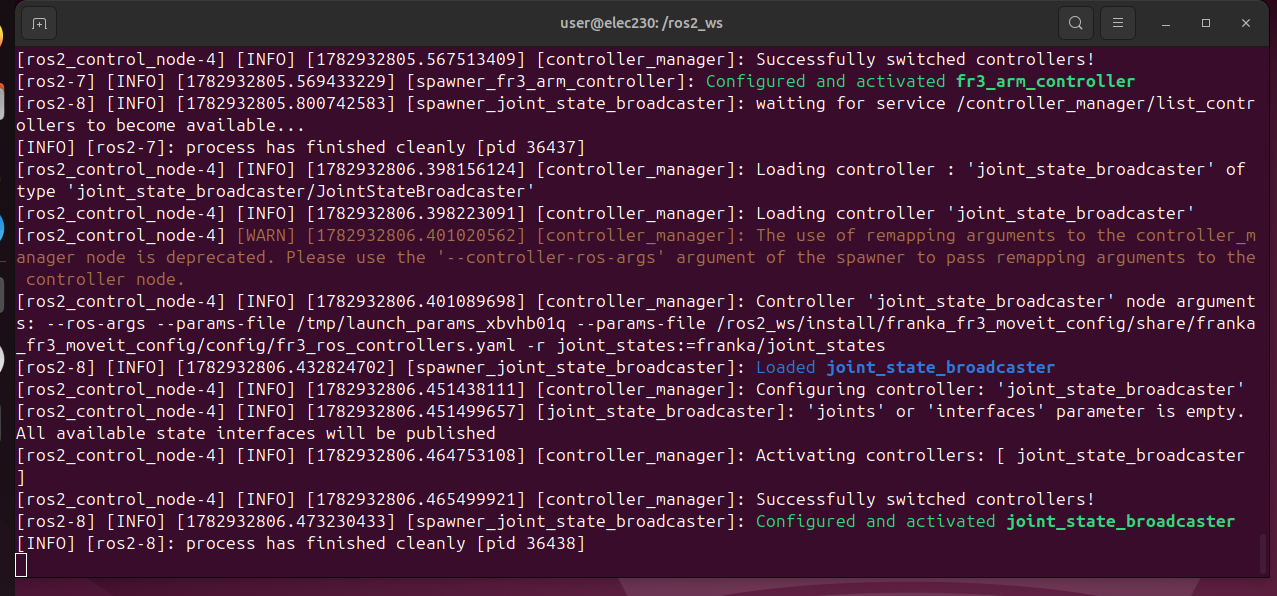 user@elec230: /ros2_ws
[ros2_control_node-4] [INFO] [1782932805.567513409] [controller_manager]: Successfully switched controllers!
[ros2-7] [INFO] [1782932805.569433229] [spawner_fr3_arm_controller]: Configured and activated fr3_arm_controller
[ros2-8] [INFO] [1782932805.800742583] [spawner_joint_state_broadcaster]: waiting for service /controller_manager/list_contr
ollers to become available...
[INFO] [ros2-7]: process has finished cleanly [pid 36437]
[ros2_control_node-4] [INFO] [1782932806.398156124] [controller_manager]: Loading controller : 'joint_state_broadcaster' of
type 'joint_state_broadcaster/JointStateBroadcaster'
[ros2_control_node-4] [INFO] [1782932806.398223091] [controller_manager]: Loading controller 'joint_state_broadcaster'
[ros2_control_node-4] [WARN] [1782932806.401020562] [controller_manager]: The use of remapping arguments to the controller_m
anager node is deprecated. Please use the '--controller-ros-args' argument of the spawner to pass remapping arguments to the
controller node.
[ros2_control_node-4] [INFO] [1782932806.401089698] [controller_manager]: Controller 'joint_state_broadcaster' node argument
s: --ros-args --params-file /tmp/launch_params_xbvhb01q --params-file /ros2_ws/install/franka_fr3_moveit_config/share/franka
_fr3_moveit_config/config/fr3_ros_controllers.yaml -r joint_states:=franka/joint_states
[ros2-8] [INFO] [1782932806.432824702] [spawner_joint_state_broadcaster]: Loaded joint_state_broadcaster
[ros2_control_node-4] [INFO] [1782932806.451438111] [controller_manager]: Configuring controller: 'joint_state_broadcaster'
[ros2_control_node-4] [INFO] [1782932806.451499657] [joint_state_broadcaster]: 'joints' or 'interfaces' parameter is empty.
All available state interfaces will be published
[ros2_control_node-4] [INFO] [1782932806.464753108] [controller_manager]: Activating controllers: [ joint_state_broadcaster
]
[ros2_control_node-4] [INFO] [1782932806.465499921] [controller_manager]: Successfully switched controllers!
[ros2-8] [INFO] [1782932806.473230433] [spawner_joint_state_broadcaster]: Configured and activated joint_state_broadcaster
[INFO] [ros2-8]: process has finished cleanly [pid 36438]